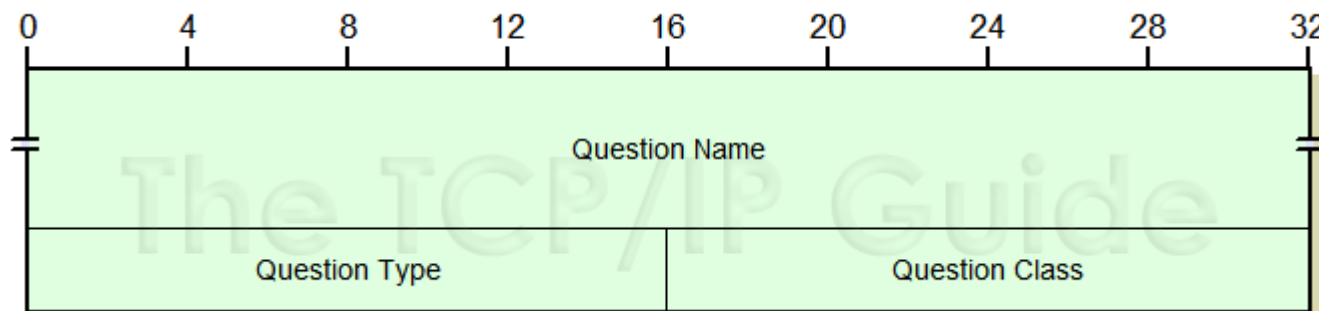 0 4 8 12 16 20 24 28 32
Question Name
The TCP/IP Guide
Question Type Question Class